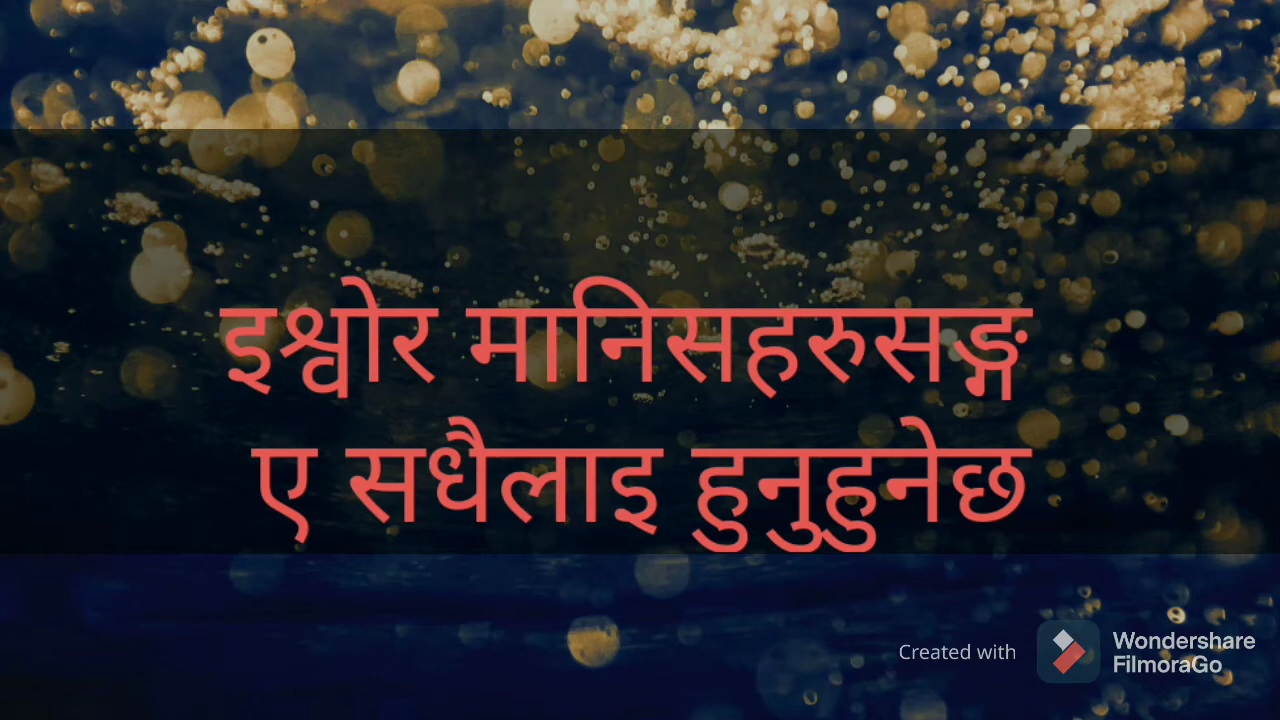 इश्वोर मानिसहरुसङ्ग
ए सधैलाइ हुनुहुनेछ
Created with
Wondershare
FilmoraGo